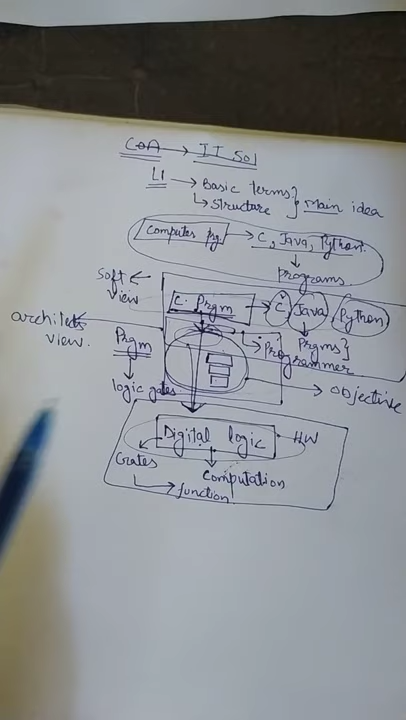 COA → II Sol
L1 → Basic terms
↳ structure } Main idea
Computer prg. → C, Java, Python.
↓
programs
soft ←
view
C. Prgm → C Java Python
architects
view.
Prgm
↓
logic gates
Prgms }
Programmer
→ Objective
Digital logic . HW
Grates
Computation
→ function